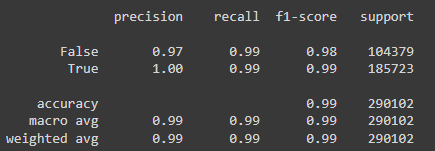 precision recall f1-score support
False 0.97 0.99 0.98 104379
True 1.00 0.99 0.99 185723
accuracy 0.99 290102
macro avg 0.99 0.99 0.99 290102
weighted avg 0.99 0.99 0.99 290102